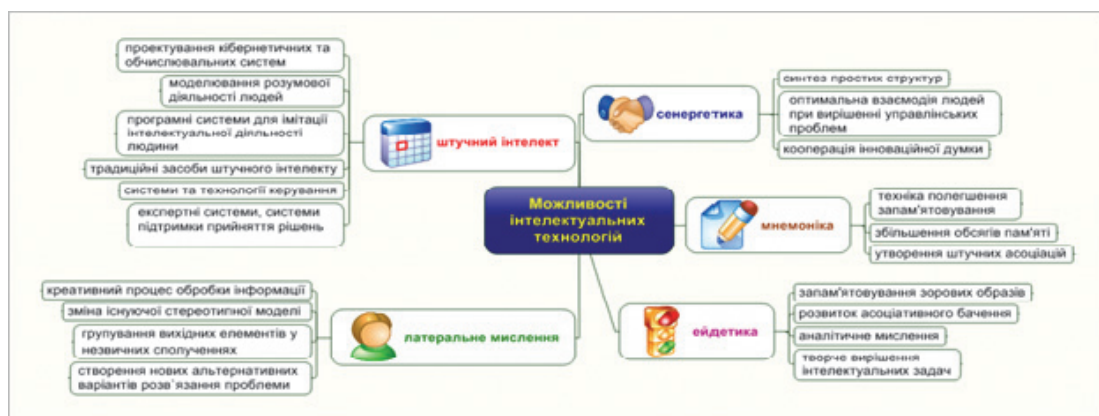 проектування кібернетичних та
обчислювальних систем
моделювання розумової
діяльності людей
програмні системи для імітації
інтелектуальної діяльності
людини
традиційні засоби штучного інтелекту
системи та технології керування
експертні системи, системи
підтримки прийняття рішень
штучний інтелект
сенергетика
синтез простих структур
оптимальна взаємодія людей
при вирішенні управлінських
проблем
кооперація інноваційної думки
Можливості
інтелектуальних
технологій
мнемоніка
техніка полегшення
запам'ятовування
збільшення обсягів пам'яті
утворення штучних асоціацій
креативний процес обробки інформації
зміна існуючої стереотипної моделі
групування вихідних елементів у
незвичних сполученнях
створення нових альтернативних
варіантів розв`язання проблеми
латеральне мислення
ейдетика
запам'ятовування зорових образів
розвиток асоціативного бачення
аналітичне мислення
творче вирішення
інтелектуальних задач